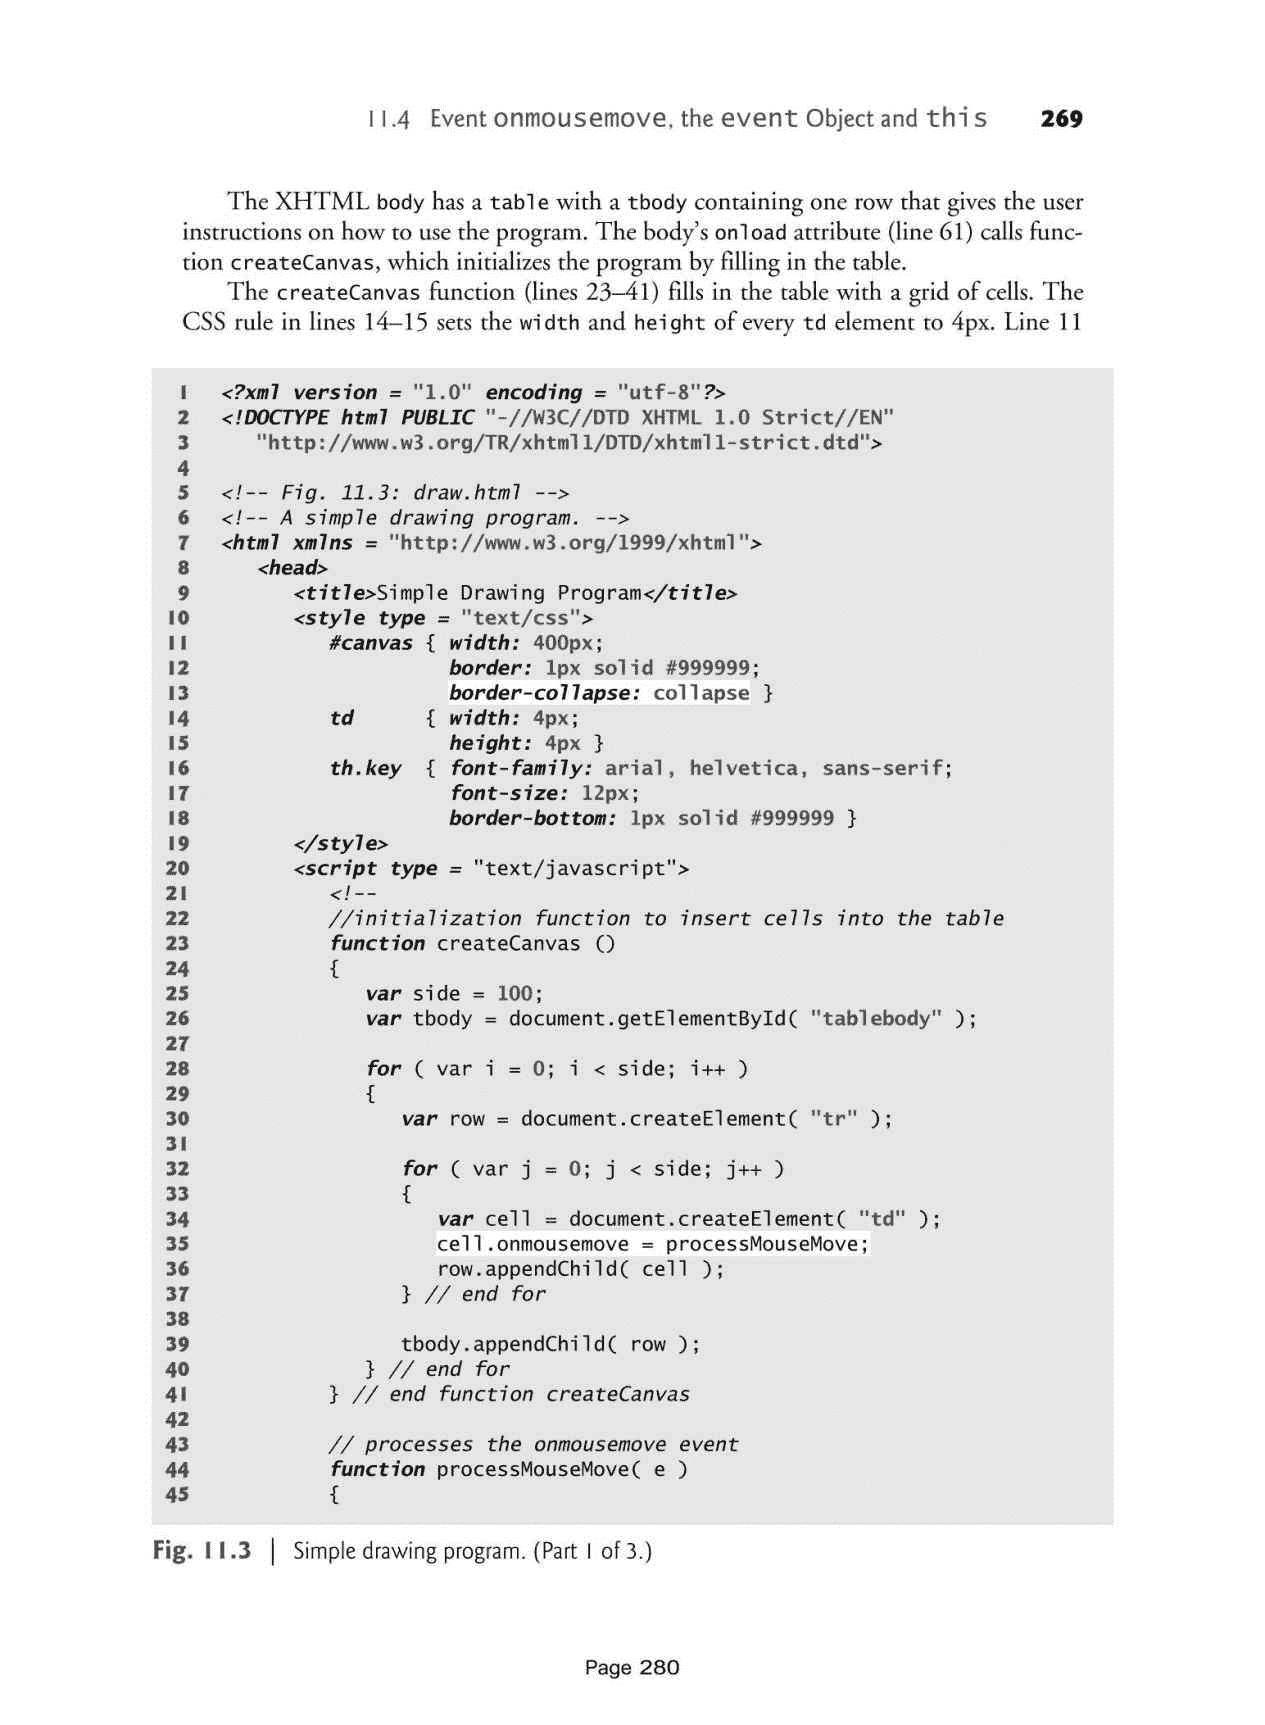 11.4 Event onmousemove, the event Object and this 269
The XHTML body has a table with a tbody containing one row that gives the user
instructions on how to use the program. The body's onload attribute (line 61) calls func-
tion createCanvas, which initializes the program by filling in the table.
The createCanvas function (lines 23–41) fills in the table with a grid of cells. The
CSS rule in lines 14–15 sets the width and height of every td element to 4px. Line 11
1 <?xml version = "1.0" encoding = "utf-8"?>
2 <!DOCTYPE html PUBLIC "-//W3C//DTD XHTML 1.0 Strict//EN"
3 "http://www.w3.org/TR/xhtml1/DTD/xhtml1-strict.dtd">
4
5 <!-- Fig. 11.3: draw.html -->
6 <!-- A simple drawing program. -->
7 <html xmlns = "http://www.w3.org/1999/xhtml">
8 <head>
9 <title>Simple Drawing Program</title>
10 <style type = "text/css">
11 #canvas { width: 400px;
12 border: 1px solid #999999;
13 border-collapse: collapse }
14 td { width: 4px;
15 height: 4px }
16 th.key { font-family: arial, helvetica, sans-serif;
17 font-size: 12px;
18 border-bottom: 1px solid #999999 }
19 </style>
20 <script type = "text/javascript">
21 <!--
22 //initialization function to insert cells into the table
23 function createCanvas ()
24 {
25 var side = 100;
26 var tbody = document.getElementById( "tablebody" );
27
28 for ( var i = 0; i < side; i++ )
29 {
30 var row = document.createElement( "tr" );
31
32 for ( var j = 0; j < side; j++ )
33 {
34 var cell = document.createElement( "td" );
35 cell.onmousemove = processMouseMove;
36 row.appendChild( cell );
37 } // end for
38
39 tbody.appendChild( row );
40 } // end for
41 } // end function createCanvas
42
43 // processes the onmousemove event
44 function processMouseMove( e )
45 {
Fig. 11.3 | Simple drawing program. (Part 1 of 3.)
Page 280